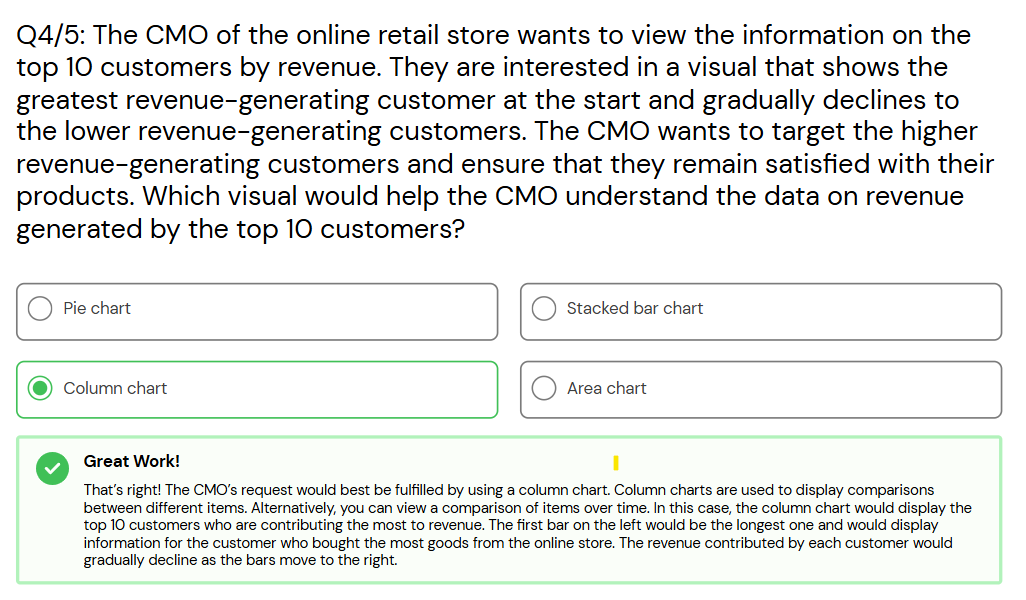 Q4/5: The CMO of the online retail store wants to view the information on the
top 10 customers by revenue. They are interested in a visual that shows the
greatest revenue-generating customer at the start and gradually declines to
the lower revenue-generating customers. The CMO wants to target the higher
revenue-generating customers and ensure that they remain satisfied with their
products. Which visual would help the CMO understand the data on revenue
generated by the top 10 customers?
Pie chart
Stacked bar chart
Column chart
Area chart
Great Work!
That's right! The CMO's request would best be fulfilled by using a column chart. Column charts are used to display comparisons
between different items. Alternatively, you can view a comparison of items over time. In this case, the column chart would display the
top 10 customers who are contributing the most to revenue. The first bar on the left would be the longest one and would display
information for the customer who bought the most goods from the online store. The revenue contributed by each customer would
gradually decline as the bars move to the right.